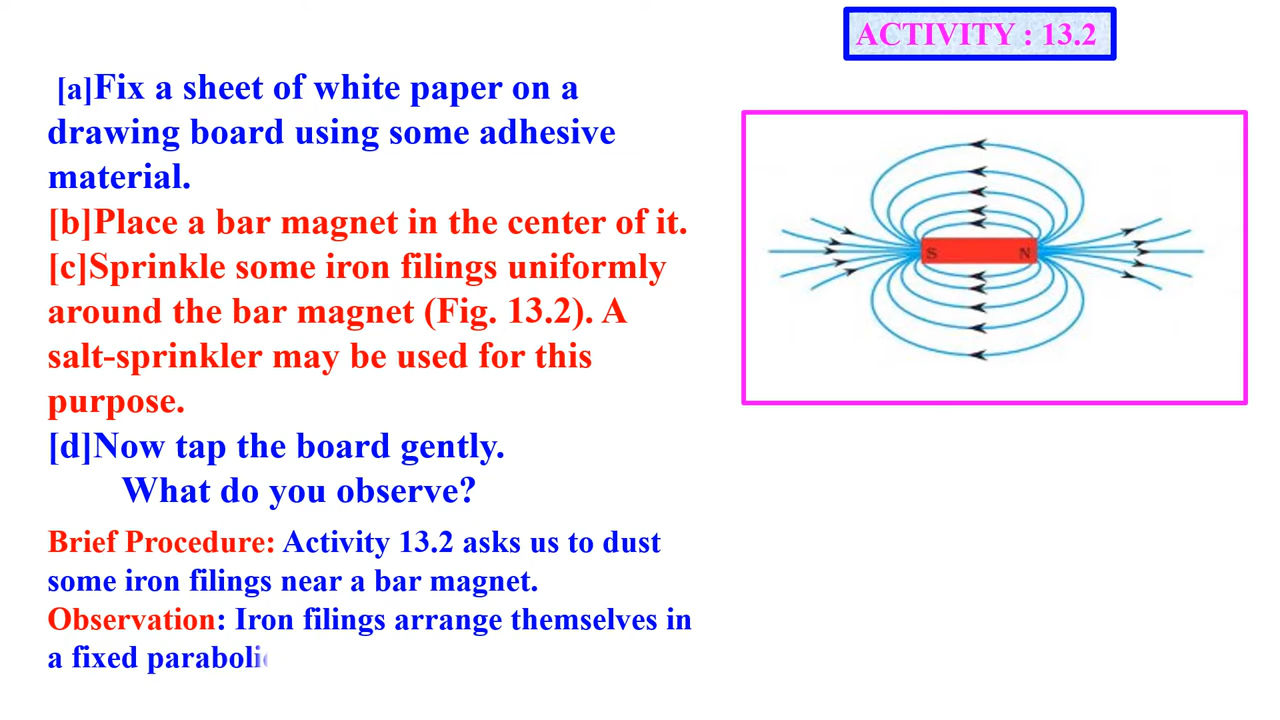 ACTIVITY : 13.2
[a]Fix a sheet of white paper on a
drawing board using some adhesive
material.
[b]Place a bar magnet in the center of it.
[c]Sprinkle some iron filings uniformly
around the bar magnet (Fig. 13.2). A
salt-sprinkler may be used for this
purpose.
[d]Now tap the board gently.
What do you observe?
Brief Procedure: Activity 13.2 asks us to dust
some iron filings near a bar magnet.
Observation: Iron filings arrange themselves in
a fixed parabolic
S N